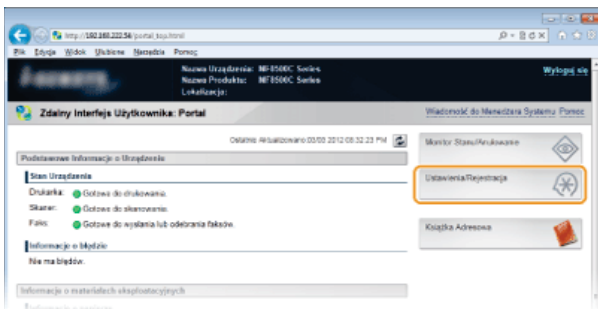 http://192.168.222.54/portal_top.html
Plik Edycja Widok Ulubione Narzędzia Pomoc
Nazwa Urządzenia: MF8500C Series
Nazwa Produktu: MF8500C Series
Lokalizacja:
Wyloguj się
Zdalny Interfejs Użytkownika: Portal
Wiadomość do Menedżera Systemu Pomoc
Ostatnio Aktualizowano 03/03 2012 08:32:23 PM
Podstawowe Informacje o Urządzeniu
Stan Urządzenia
Drukarka: Gotowe do drukowania.
Skaner: Gotowe do skanowania.
Faks: Gotowe do wysłania lub odebrania faksów.
Informacje o błędzie
Nie ma błędów.
Informacje o materiałach eksploatacyjnych
Monitor Stanu/Anulowanie
Ustawienia/Rejestracja
Książka Adresowa